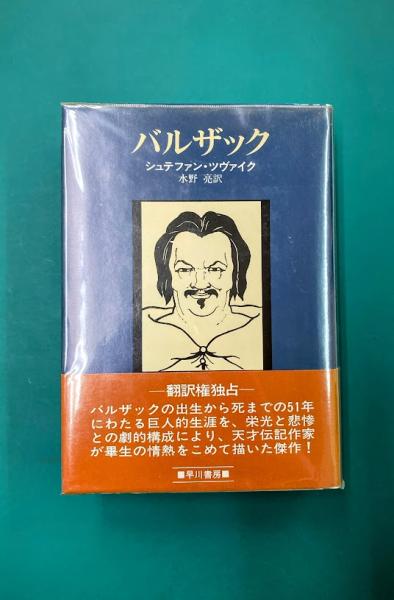 バルザック
シュテファン・ツヴァイク
水野 亮訳
―翻訳権独占―
バルザックの出生から死までの51年
にわたる巨人的生涯を、栄光と悲惨
との劇的構成により、天才伝記作家
が畢生の情熱をこめて描いた傑作！
■早川書房■